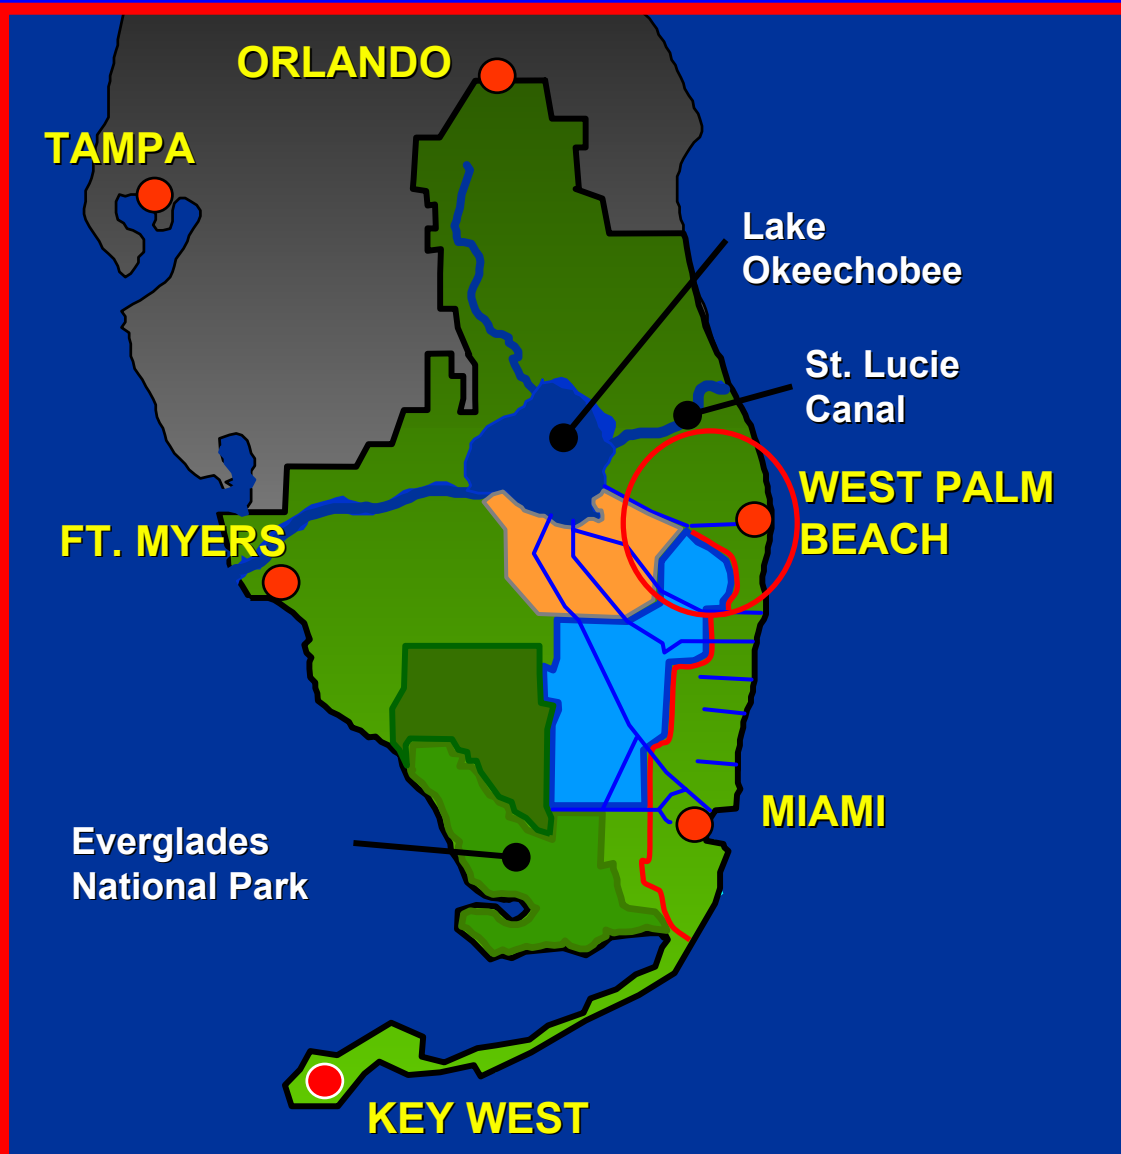 ORLANDO
TAMPA
Lake
Okeechobee
St. Lucie
Canal
WEST PALM
BEACH
FT. MYERS
MIAMI
Everglades
National Park
KEY WEST